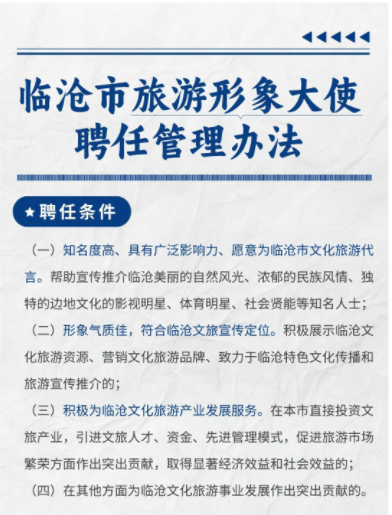 临沧市旅游形象大使
聘任管理办法
聘任条件
（一）知名度高、具有广泛影响力、愿意为临沧市文化旅游代
言。帮助宣传推介临沧美丽的自然风光、浓郁的民族风情、独
特的边地文化的影视明星、体育明星、社会贤能等知名人士；
（二）形象气质佳，符合临沧文旅宣传定位。积极展示临沧文
化旅游资源、营销文化旅游品牌、致力于临沧特色文化传播和
旅游宣传推介的；
（三）积极为临沧文化旅游产业发展服务。在本市直接投资文
旅产业，引进文旅人才、资金、先进管理模式，促进旅游市场
繁荣方面作出突出贡献，取得显著经济效益和社会效益的；
（四）在其他方面为临沧文化旅游事业发展作出突出贡献的。